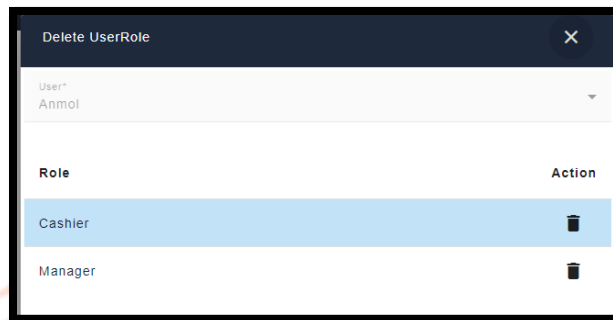 Delete UserRole
User*
Anmol
Role Action
Cashier
Manager